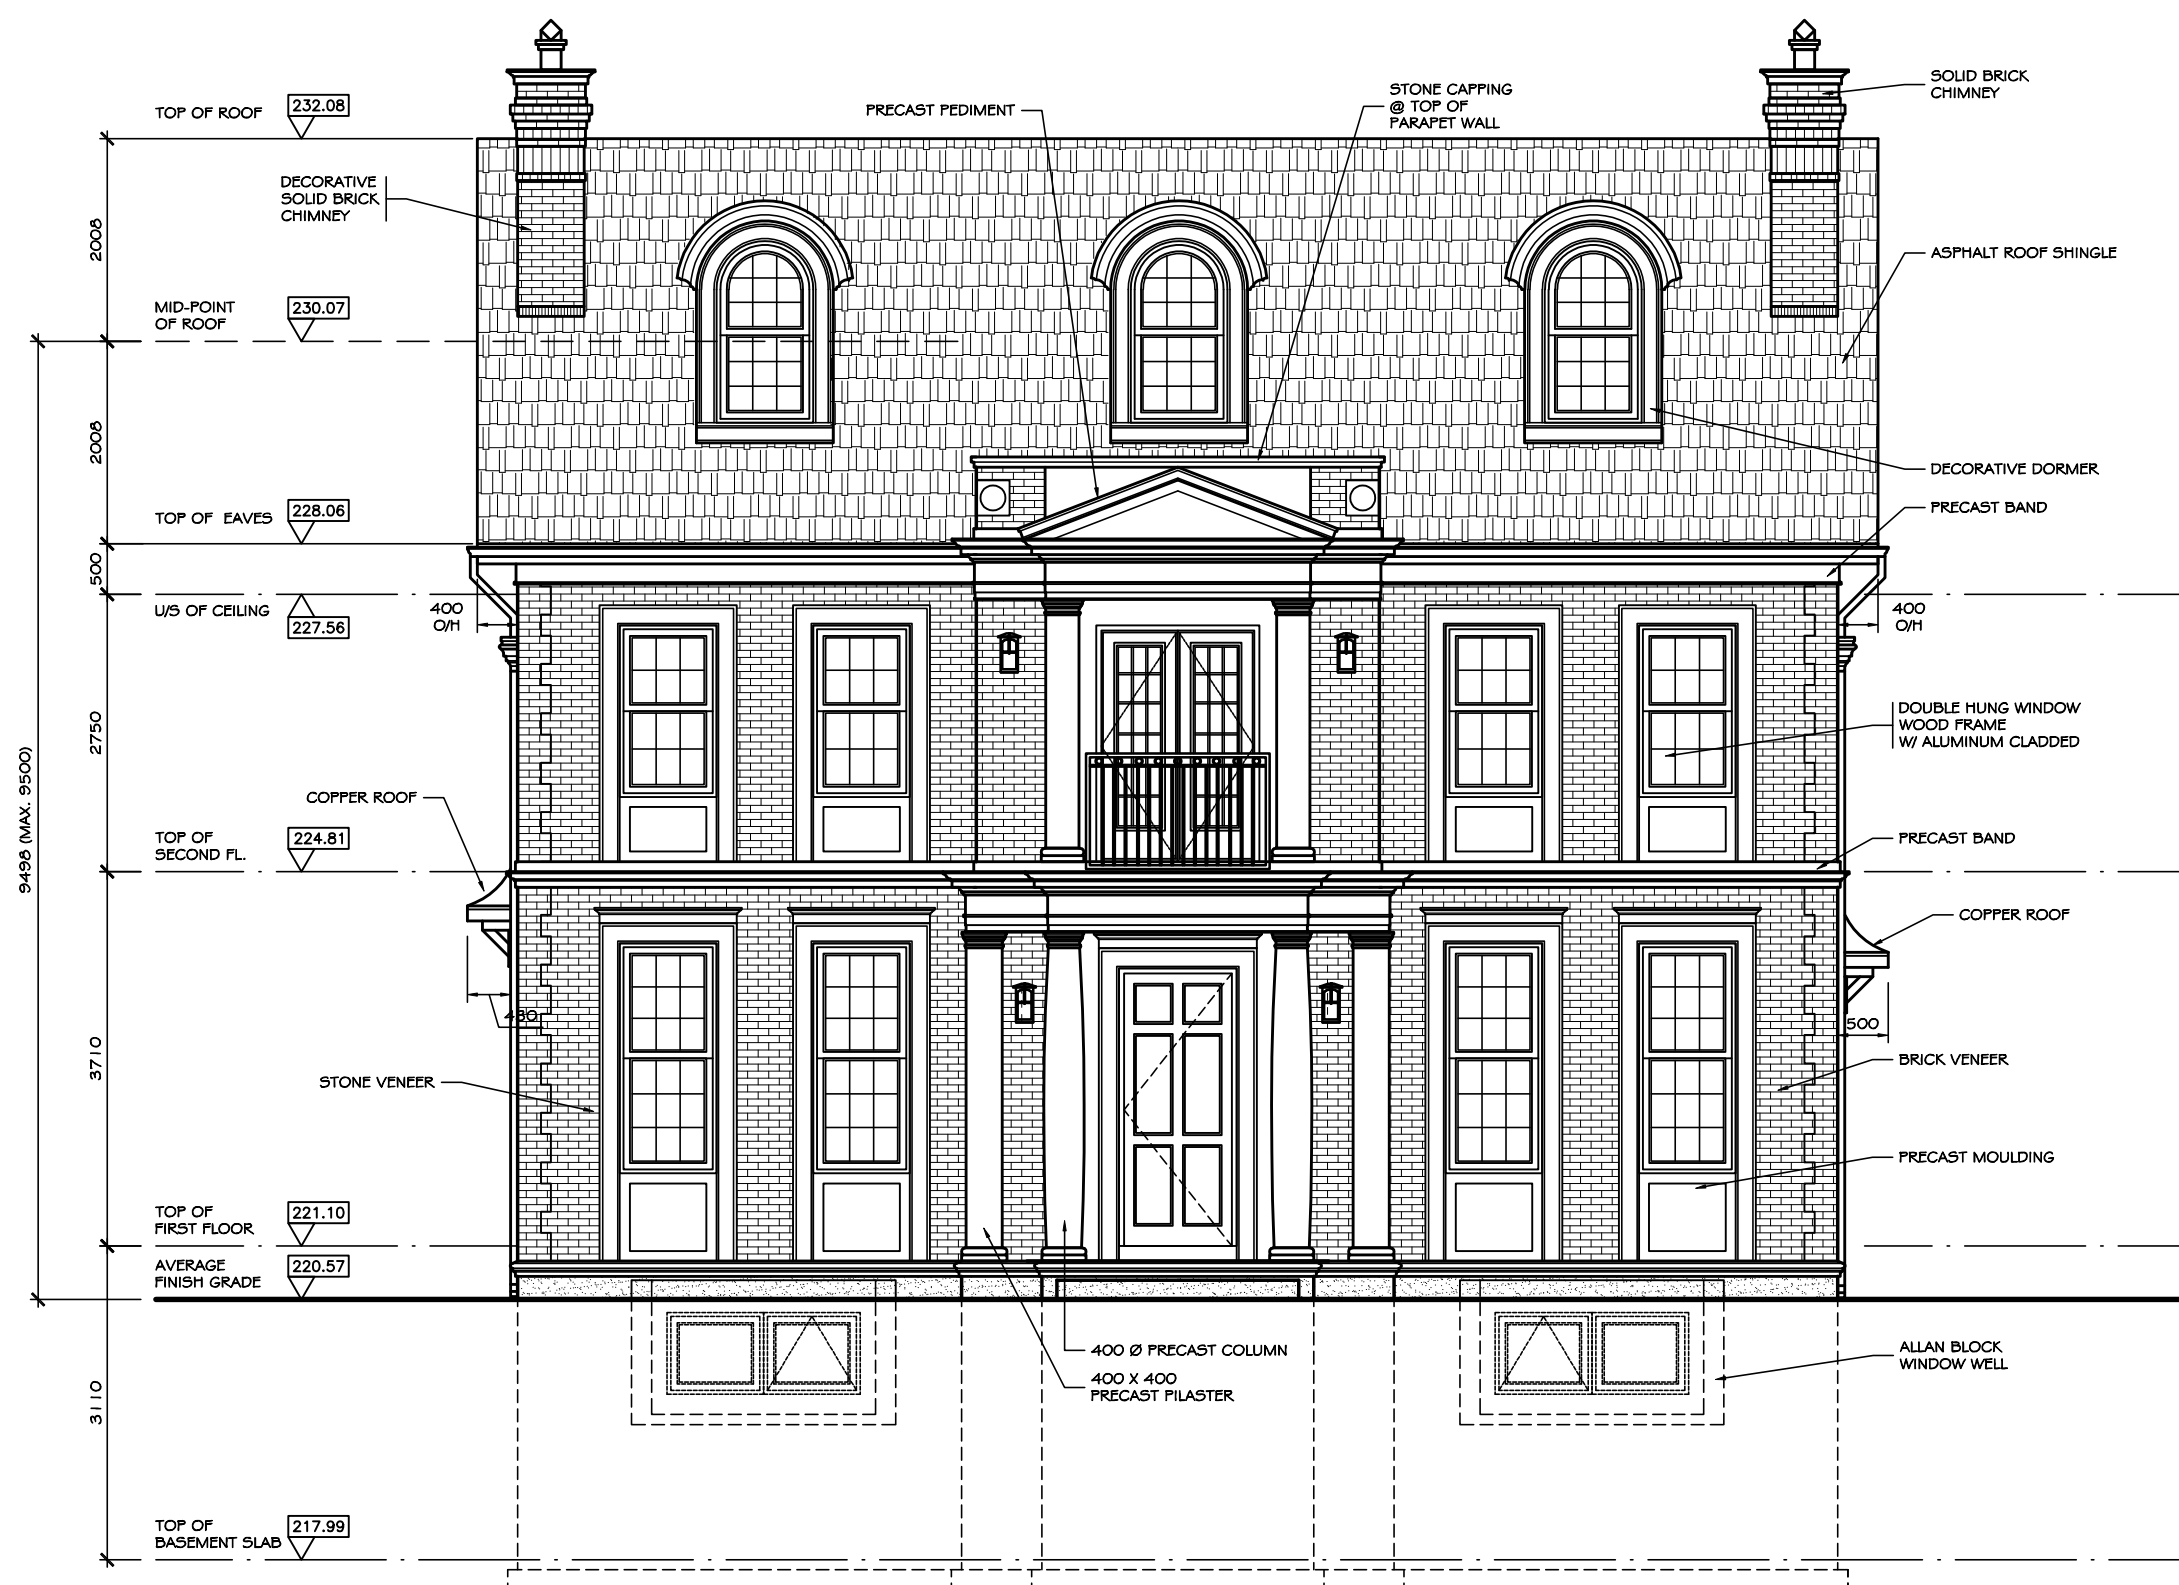 TOP OF ROOF 232.08
PRECAST PEDIMENT
STONE CAPPING
@ TOP OF
PARAPET WALL
SOLID BRICK
CHIMNEY
DECORATIVE
SOLID BRICK
CHIMNEY
2008
ASPHALT ROOF SHINGLE
MID-POINT
OF ROOF
230.07
2008
DECORATIVE DORMER
TOP OF EAVES 228.06
PRECAST BAND
500
U/S OF CEILING
227.56
400
O/H
400
O/H
2750
DOUBLE HUNG WINDOW
WOOD FRAME
W/ ALUMINUM CLADDED
9498 (MAX. 9500)
COPPER ROOF
TOP OF
SECOND FL.
224.81
PRECAST BAND
COPPER ROOF
430
500
3710
STONE VENEER
BRICK VENEER
PRECAST MOULDING
TOP OF
FIRST FLOOR
221.10
AVERAGE
FINISH GRADE
220.57
400 Ø PRECAST COLUMN
400 X 400
PRECAST PILASTER
ALLAN BLOCK
WINDOW WELL
3110
TOP OF
BASEMENT SLAB
217.99